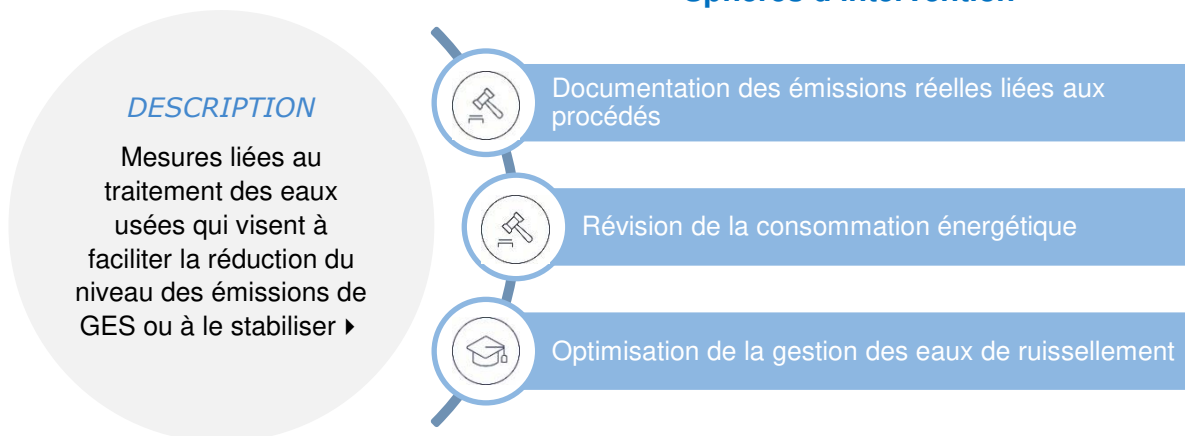 Sphères d'intervention
DESCRIPTION
Mesures liées au
traitement des eaux
usées qui visent à
faciliter la réduction du
niveau des émissions de
GES ou à le stabiliser
Documentation des émissions réelles liées aux
procédés
Révision de la consommation énergétique
Optimisation de la gestion des eaux de ruissellement